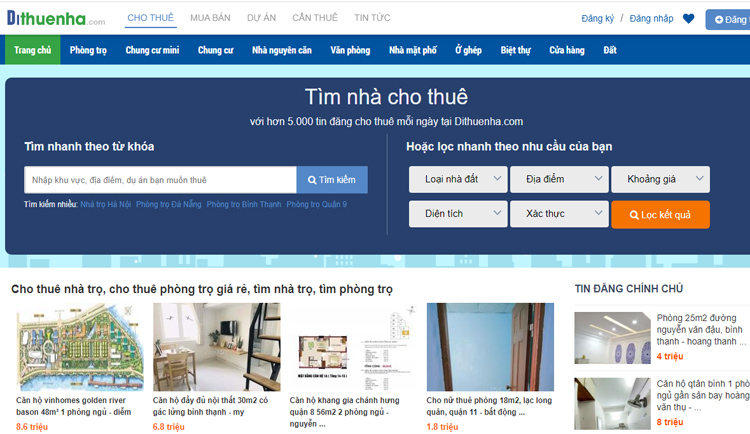 Dithuenha.com
CHO THUÊ MUA BÁN DỰ ÁN CẦN THUÊ TIN TỨC
Đăng ký / Đăng nhập
Đăng
Trang chủ Phòng trọ Chung cư mini Chung cư Nhà nguyên căn Văn phòng Nhà mặt phố Ở ghép Biệt thự Cửa hàng Đất
Tìm nhà cho thuê
với hơn 5.000 tin đăng cho thuê mỗi ngày tại Dithuenha.com
Tìm nhanh theo từ khóa
Nhập khu vực, địa điểm, dự án bạn muốn thuê
Tìm kiếm
Tìm kiếm nhiều: Nhà trọ Hà Nội Phòng trọ Đà Nẵng Phòng trọ Bình Thạnh Phòng trọ Quận 9
Hoặc lọc nhanh theo nhu cầu của bạn
Loại nhà đất Địa điểm Khoảng giá
Diện tích Xác thực Lọc kết quả
Cho thuê nhà trọ, cho thuê phòng trọ giá rẻ, tìm nhà trọ, tìm phòng trọ
Căn hộ vinhomes golden river
bason 48m² 1 phòng ngủ - diễm
8.6 triệu
Căn hộ đầy đủ nội thất 30m2 có
gác lửng bình thạnh - my
6.8 triệu
Căn hộ khang gia chánh hưng
quận 8 56m2 2 phòng ngủ -
nguyễn ...
Cho nữ thuê phòng 18m2, lạc long
quân, quận 11 - bất động ...
1.8 triệu
TIN ĐĂNG CHÍNH CHỦ
Phòng 25m2 đường
nguyễn văn đậu, bình
thạnh - hoang thanh ...
4 triệu
Căn hộ qtân bình 1 phòng
ngủ gần sân bay hoàng
văn thụ - ...
8 triệu